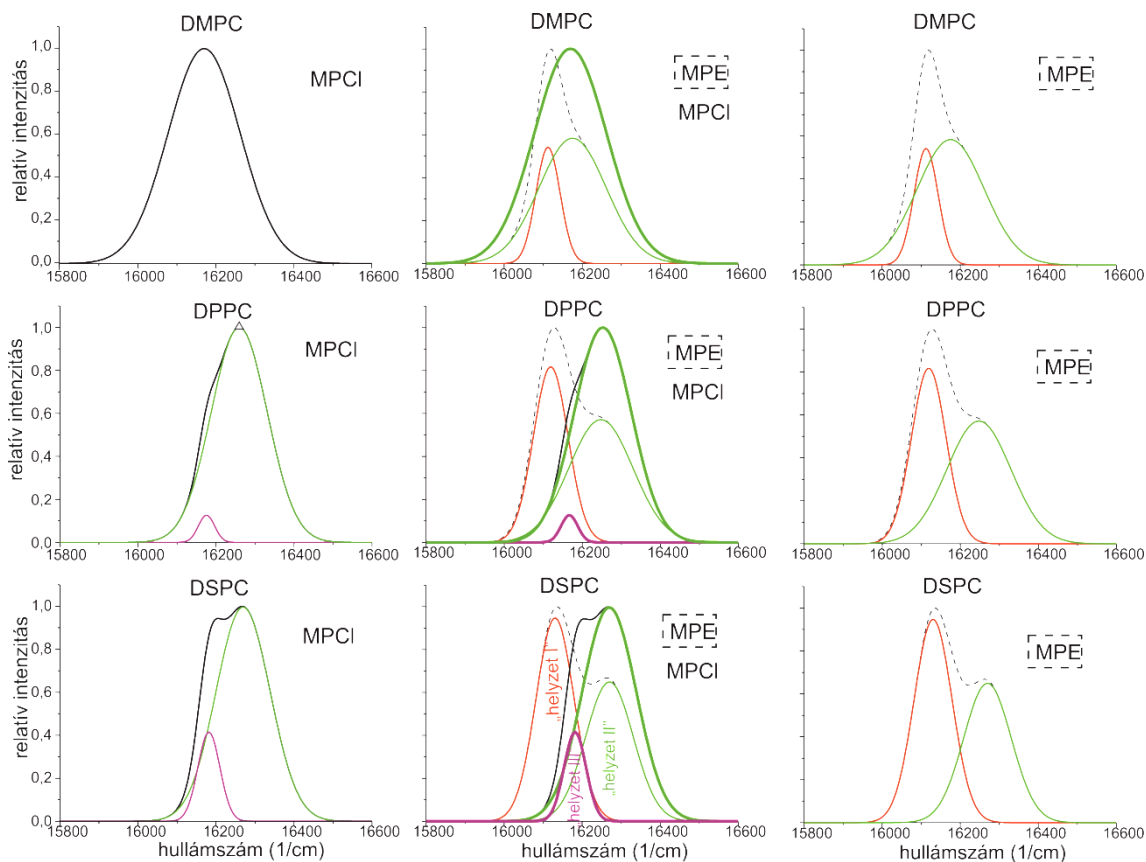 DMPC
DMPC
DMPC
relatív intenzitás
1,0
0,8
0,6
0,4
0,2
0,0
MPCI
MPE
MPCI
MPE
15800 16000 16200 16400 16600
15800 16000 16200 16400 16600
15800 16000 16200 16400 16600
DPPC
DPPC
DPPC
relatív intenzitás
1,0
0,8
0,6
0,4
0,2
0,0
MPCI
MPE
MPCI
MPE
15800 16000 16200 16400 16600
15800 16000 16200 16400 16600
15800 16000 16200 16400 16600
DSPC
DSPC
DSPC
relatív intenzitás
1,0
0,8
0,6
0,4
0,2
0,0
MPCI
MPE
MPCI
„helyzet I”
„helyzet II”
„helyzet III”
MPE
15800 16000 16200 16400 16600
15800 16000 16200 16400 16600
15800 16000 16200 16400 16600
hullámszám (1/cm)
hullámszám (1/cm)
hullámszám (1/cm)